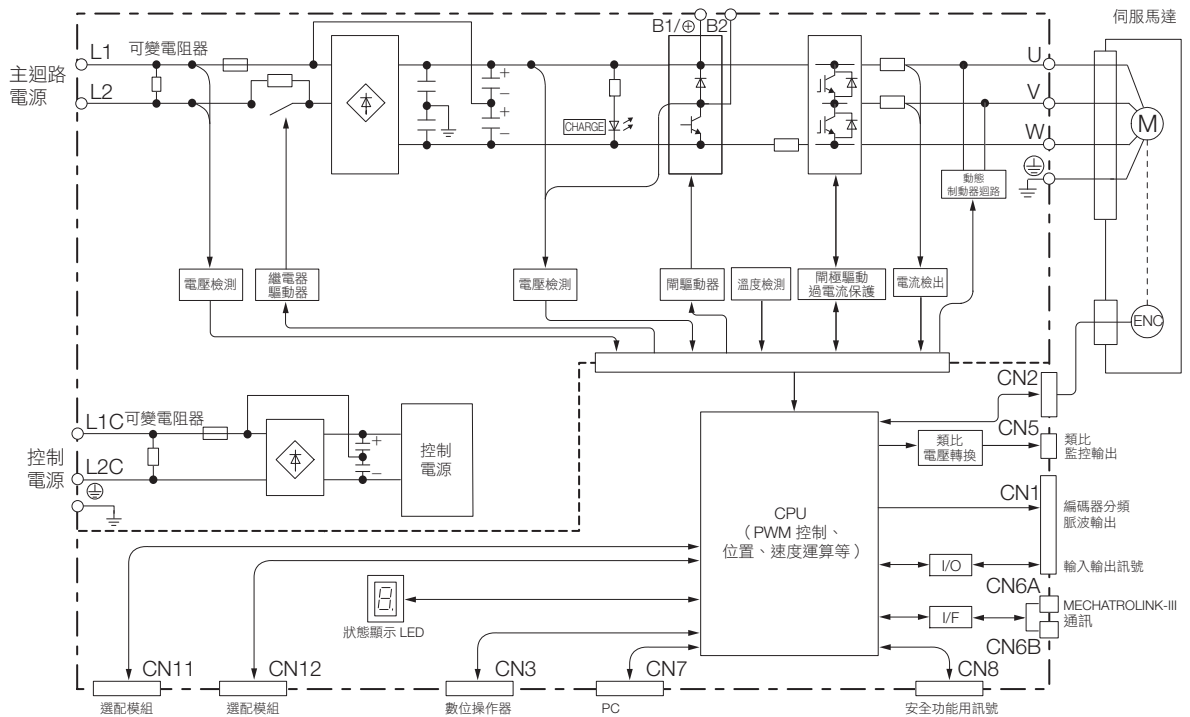 伺服馬達
B1/⊕
B2
L1
可變電阻器
主迴路
電源
L2
U
V
W
M
CHARGE
動態
制動器迴路
電壓檢測
繼電器
驅動器
電壓檢測
閘驅動器
溫度檢測
閘極驅動
過電流保護
電流檢出
ENC
CN2
L1C
可變電阻器
控制
電源
L2C
控制
電源
CN5
類比
電壓轉換
類比
監控輸出
CPU
(PWM 控制、
位置、速度運算等)
CN1
編碼器分頻
脈波輸出
I/O
輸入輸出訊號
CN6A
I/F
MECHATROLINK-III
通訊
CN6B
8.
狀態顯示 LED
CN11
CN12
CN3
CN7
CN8
選配模組
選配模組
數位操作器
PC
安全功能用訊號